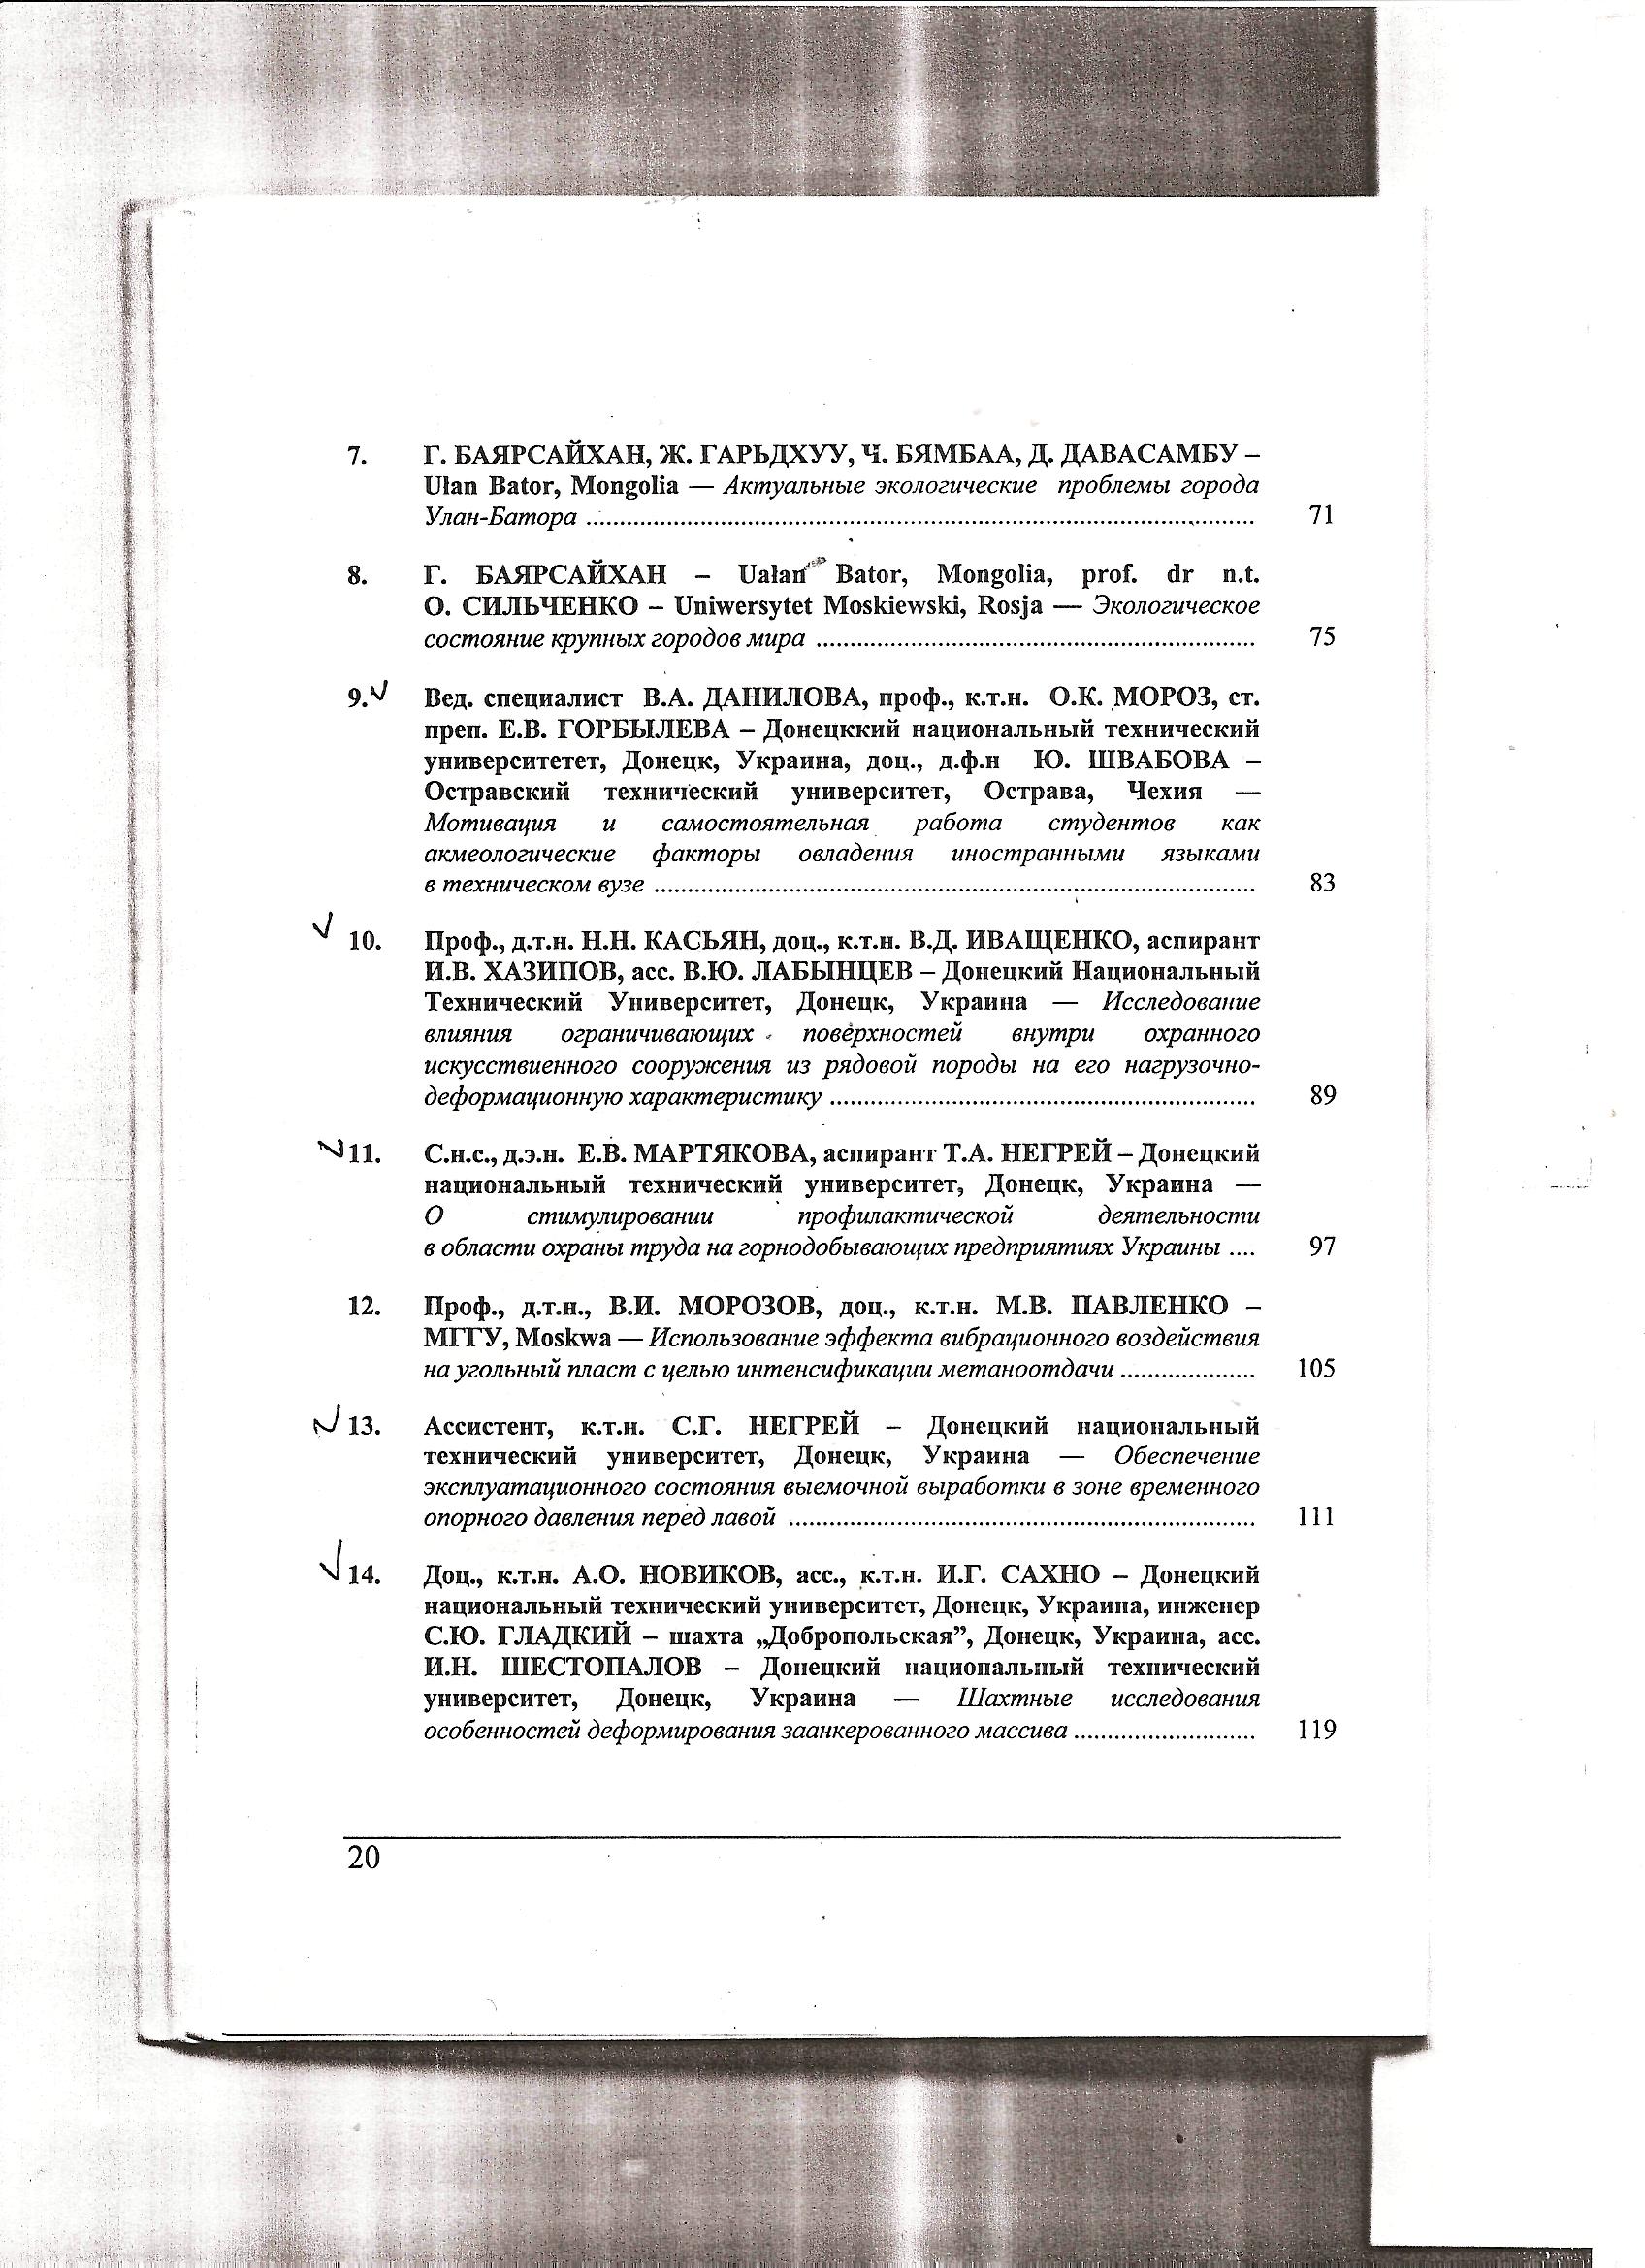 7. Г. БАЯРСАЙХАН, Ж. ГАРЬДХУУ, Ч. БЯМБАА, Д. ДАВАСАМБУ –
Ulan Bator, Mongolia — Актуальные экологические проблемы города
Улан-Батора .................... 71
8. Г. БАЯРСАЙХАН – Ualan Bator, Mongolia, prof. dr n.t.
О. СИЛЬЧЕНКО – Uniwersytet Moskiewski, Rosja — Экологическое
состояние крупных городов мира .................... 75
9. Вед. специалист В.А. ДАНИЛОВА, проф., к.т.н. О.К. МОРОЗ, ст.
преп. Е.В. ГОРБЫЛЕВА – Донецккий национальный технический
университетет, Донецк, Украина, доц., д.ф.н Ю. ШВАБОВА –
Остравский технический университет, Острава, Чехия —
Мотивация и самостоятельная работа студентов как
акмеологические факторы овладения иностранными языками
в техническом вузе .................... 83
10. Проф., д.т.н. Н.Н. КАСЬЯН, доц., к.т.н. В.Д. ИВАЩЕНКО, аспирант
И.В. ХАЗИПОВ, асс. В.Ю. ЛАБЫНЦЕВ – Донецкий Национальный
Технический Университет, Донецк, Украина — Исследование
влияния ограничивающих поверхностей внутри охранного
искусствиенного сооружения из рядовой породы на его нагрузочно-
деформационную характеристику .................... 89
11. С.н.с., д.э.н. Е.В. МАРТЯКОВА, аспирант Т.А. НЕГРЕЙ – Донецкий
национальный технический университет, Донецк, Украина —
О стимулировании профилактической деятельности
в области охраны труда на горнодобывающих предприятиях Украины .... 97
12. Проф., д.т.н., В.И. МОРОЗОВ, доц., к.т.н. М.В. ПАВЛЕНКО –
МГГУ, Moskwa — Использование эффекта вибрационного воздействия
на угольный пласт с целью интенсификации метаноотдачи .................... 105
13. Ассистент, к.т.н. С.Г. НЕГРЕЙ – Донецкий национальный
технический университет, Донецк, Украина — Обеспечение
эксплуатационного состояния выемочной выработки в зоне временного
опорного давления перед лавой .................... 111
14. Доц., к.т.н. А.О. НОВИКОВ, асс., к.т.н. И.Г. САХНО – Донецкий
национальный технический университет, Донецк, Украина, инженер
С.Ю. ГЛАДКИЙ – шахта „Добропольская”, Донецк, Украина, асс.
И.Н. ШЕСТОПАЛОВ – Донецкий национальный технический
университет, Донецк, Украина — Шахтные исследования
особенностей деформирования заанкерованного массива .................... 119
20